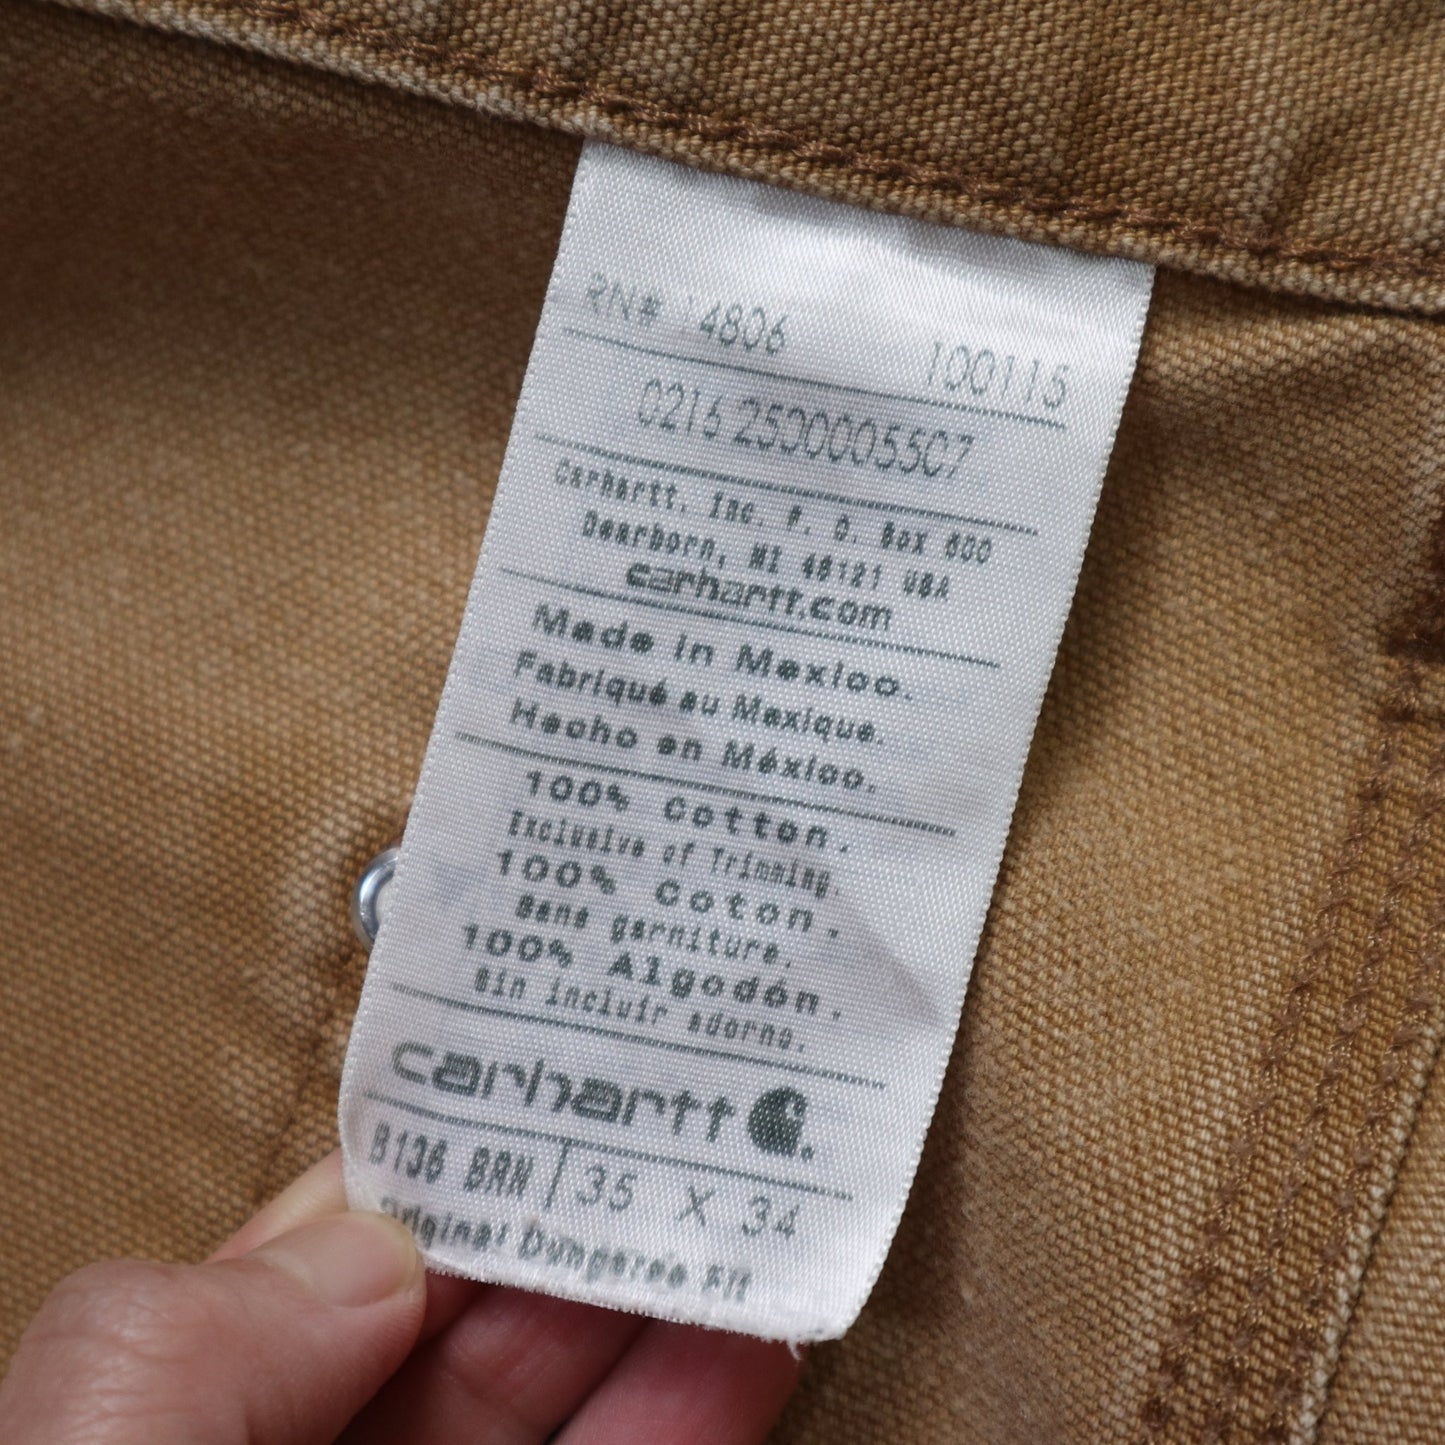 RN# 14806 100115
0216 2500005507
Carhartt, Inc. P. O. Box 600
Dearborn, MI 48121 USA
carhartt.com
Made in Mexico.
Fabriqué au Mexique.
Hecho en México.
100% Cotton.
Exclusive of Trimming.
100% Coton.
Sans garniture.
100% Algodón.
Sin incluir adorno.
carhartt
B136 BRN 35 X 34
Original Dungaree Fit